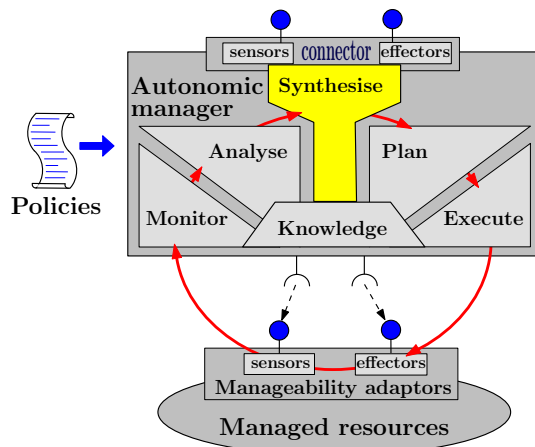 sensors connector effectors
Synthesise
Autonomic
manager
Analyse Plan
Policies
Monitor Knowledge Execute
sensors effectors
Manageability adaptors
Managed resources